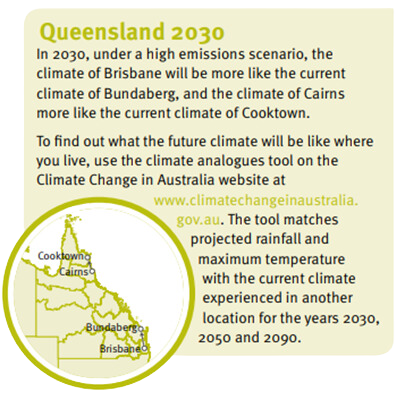 Queensland 2030
In 2030, under a high emissions scenario, the
climate of Brisbane will be more like the current
climate of Bundaberg, and the climate of Cairns
more like the current climate of Cooktown.
To find out what the future climate will be like where
you live, use the climate analogues tool on the
Climate Change in Australia website at
www.climatechangeinaustralia.
gov.au. The tool matches
projected rainfall and
maximum temperature
with the current climate
experienced in another
location for the years 2030,
2050 and 2090.
Cooktown
Cairns
Bundaberg
Brisbane